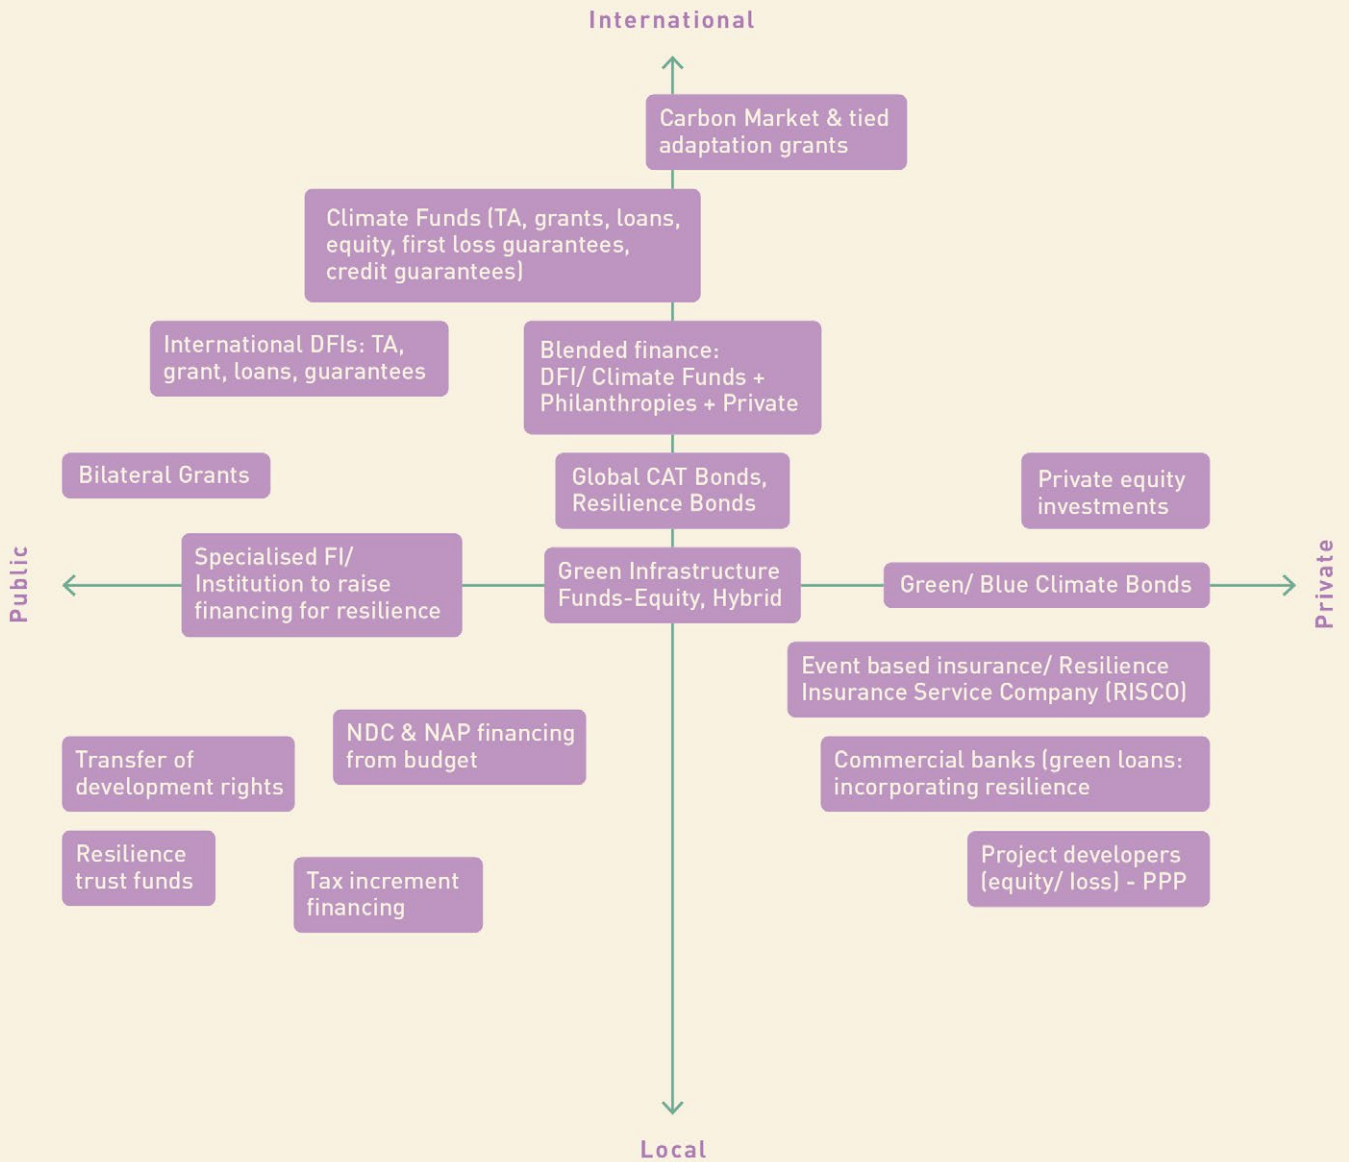 International
Carbon Market & tied
adaptation grants
Climate Funds (TA, grants, loans,
equity, first loss guarantees,
credit guarantees)
International DFIs: TA,
grant, loans, guarantees
Blended finance:
DFI/ Climate Funds +
Philanthropies + Private
Bilateral Grants
Global CAT Bonds,
Resilience Bonds
Private equity
investments
Public
Specialised FI/
Institution to raise
financing for resilience
Green Infrastructure
Funds-Equity, Hybrid
Green/ Blue Climate Bonds
Private
Event based insurance/ Resilience
Insurance Service Company (RISCO)
NDC & NAP financing
from budget
Transfer of
development rights
Commercial banks (green loans:
incorporating resilience
Resilience
trust funds
Tax increment
financing
Project developers
(equity/ loss) - PPP
Local